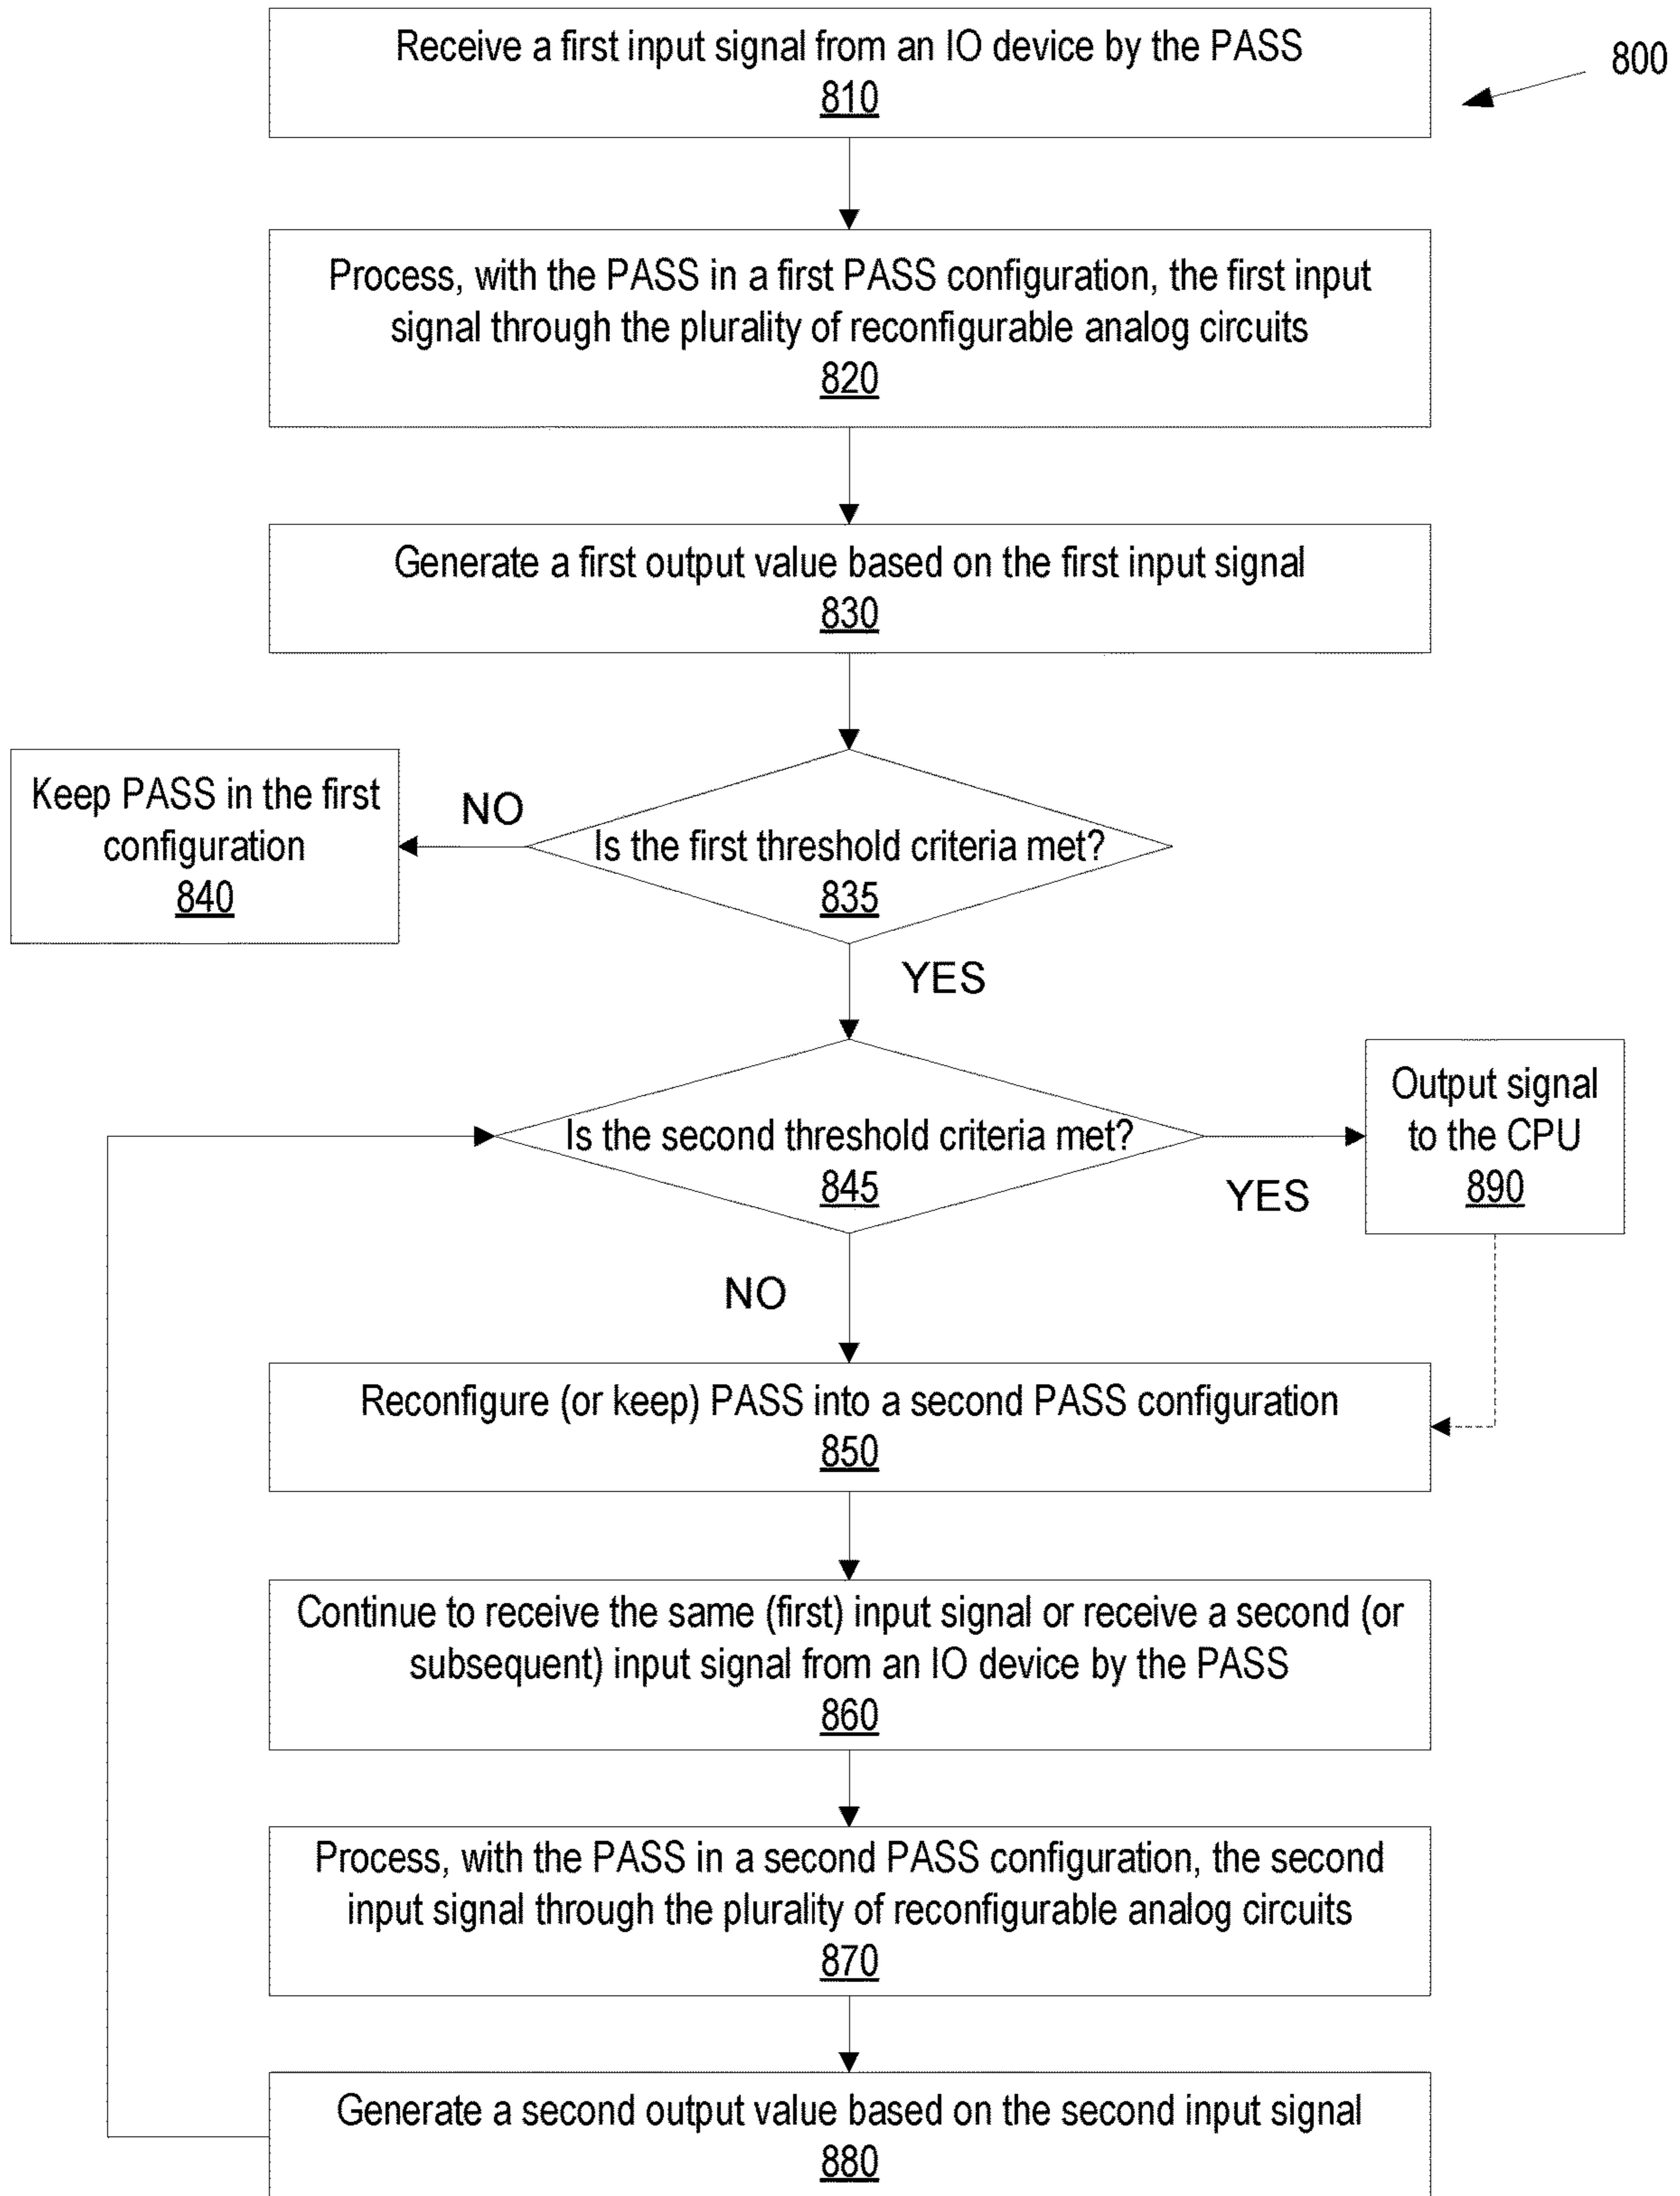 Receive a first input signal from an IO device by the PASS
810
800
Process, with the PASS in a first PASS configuration, the first input
signal through the plurality of reconfigurable analog circuits
820
Generate a first output value based on the first input signal
830
Keep PASS in the first
configuration
840
NO
Is the first threshold criteria met?
835
YES
Is the second threshold criteria met?
845
YES
Output signal
to the CPU
890
NO
Reconfigure (or keep) PASS into a second PASS configuration
850
Continue to receive the same (first) input signal or receive a second (or
subsequent) input signal from an IO device by the PASS
860
Process, with the PASS in a second PASS configuration, the second
input signal through the plurality of reconfigurable analog circuits
870
Generate a second output value based on the second input signal
880